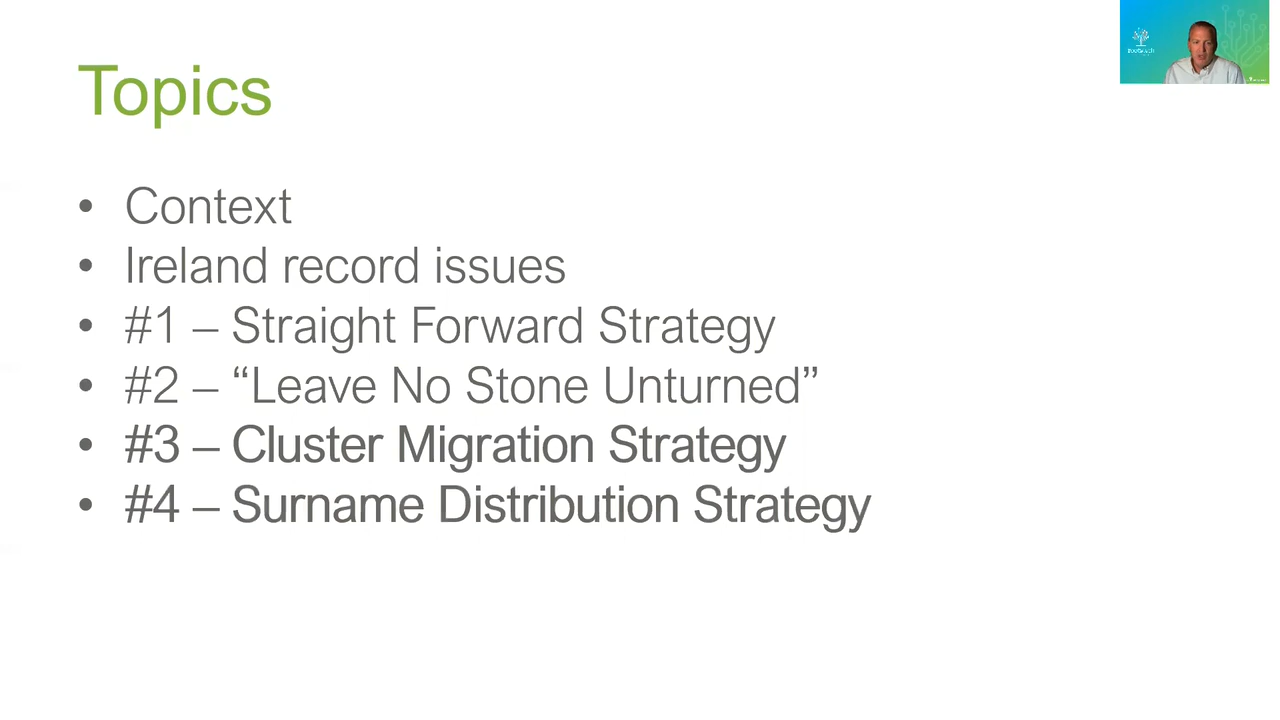 Topics
• Context
• Ireland record issues
• #1 – Straight Forward Strategy
• #2 – “Leave No Stone Unturned”
• #3 – Cluster Migration Strategy
• #4 – Surname Distribution Strategy